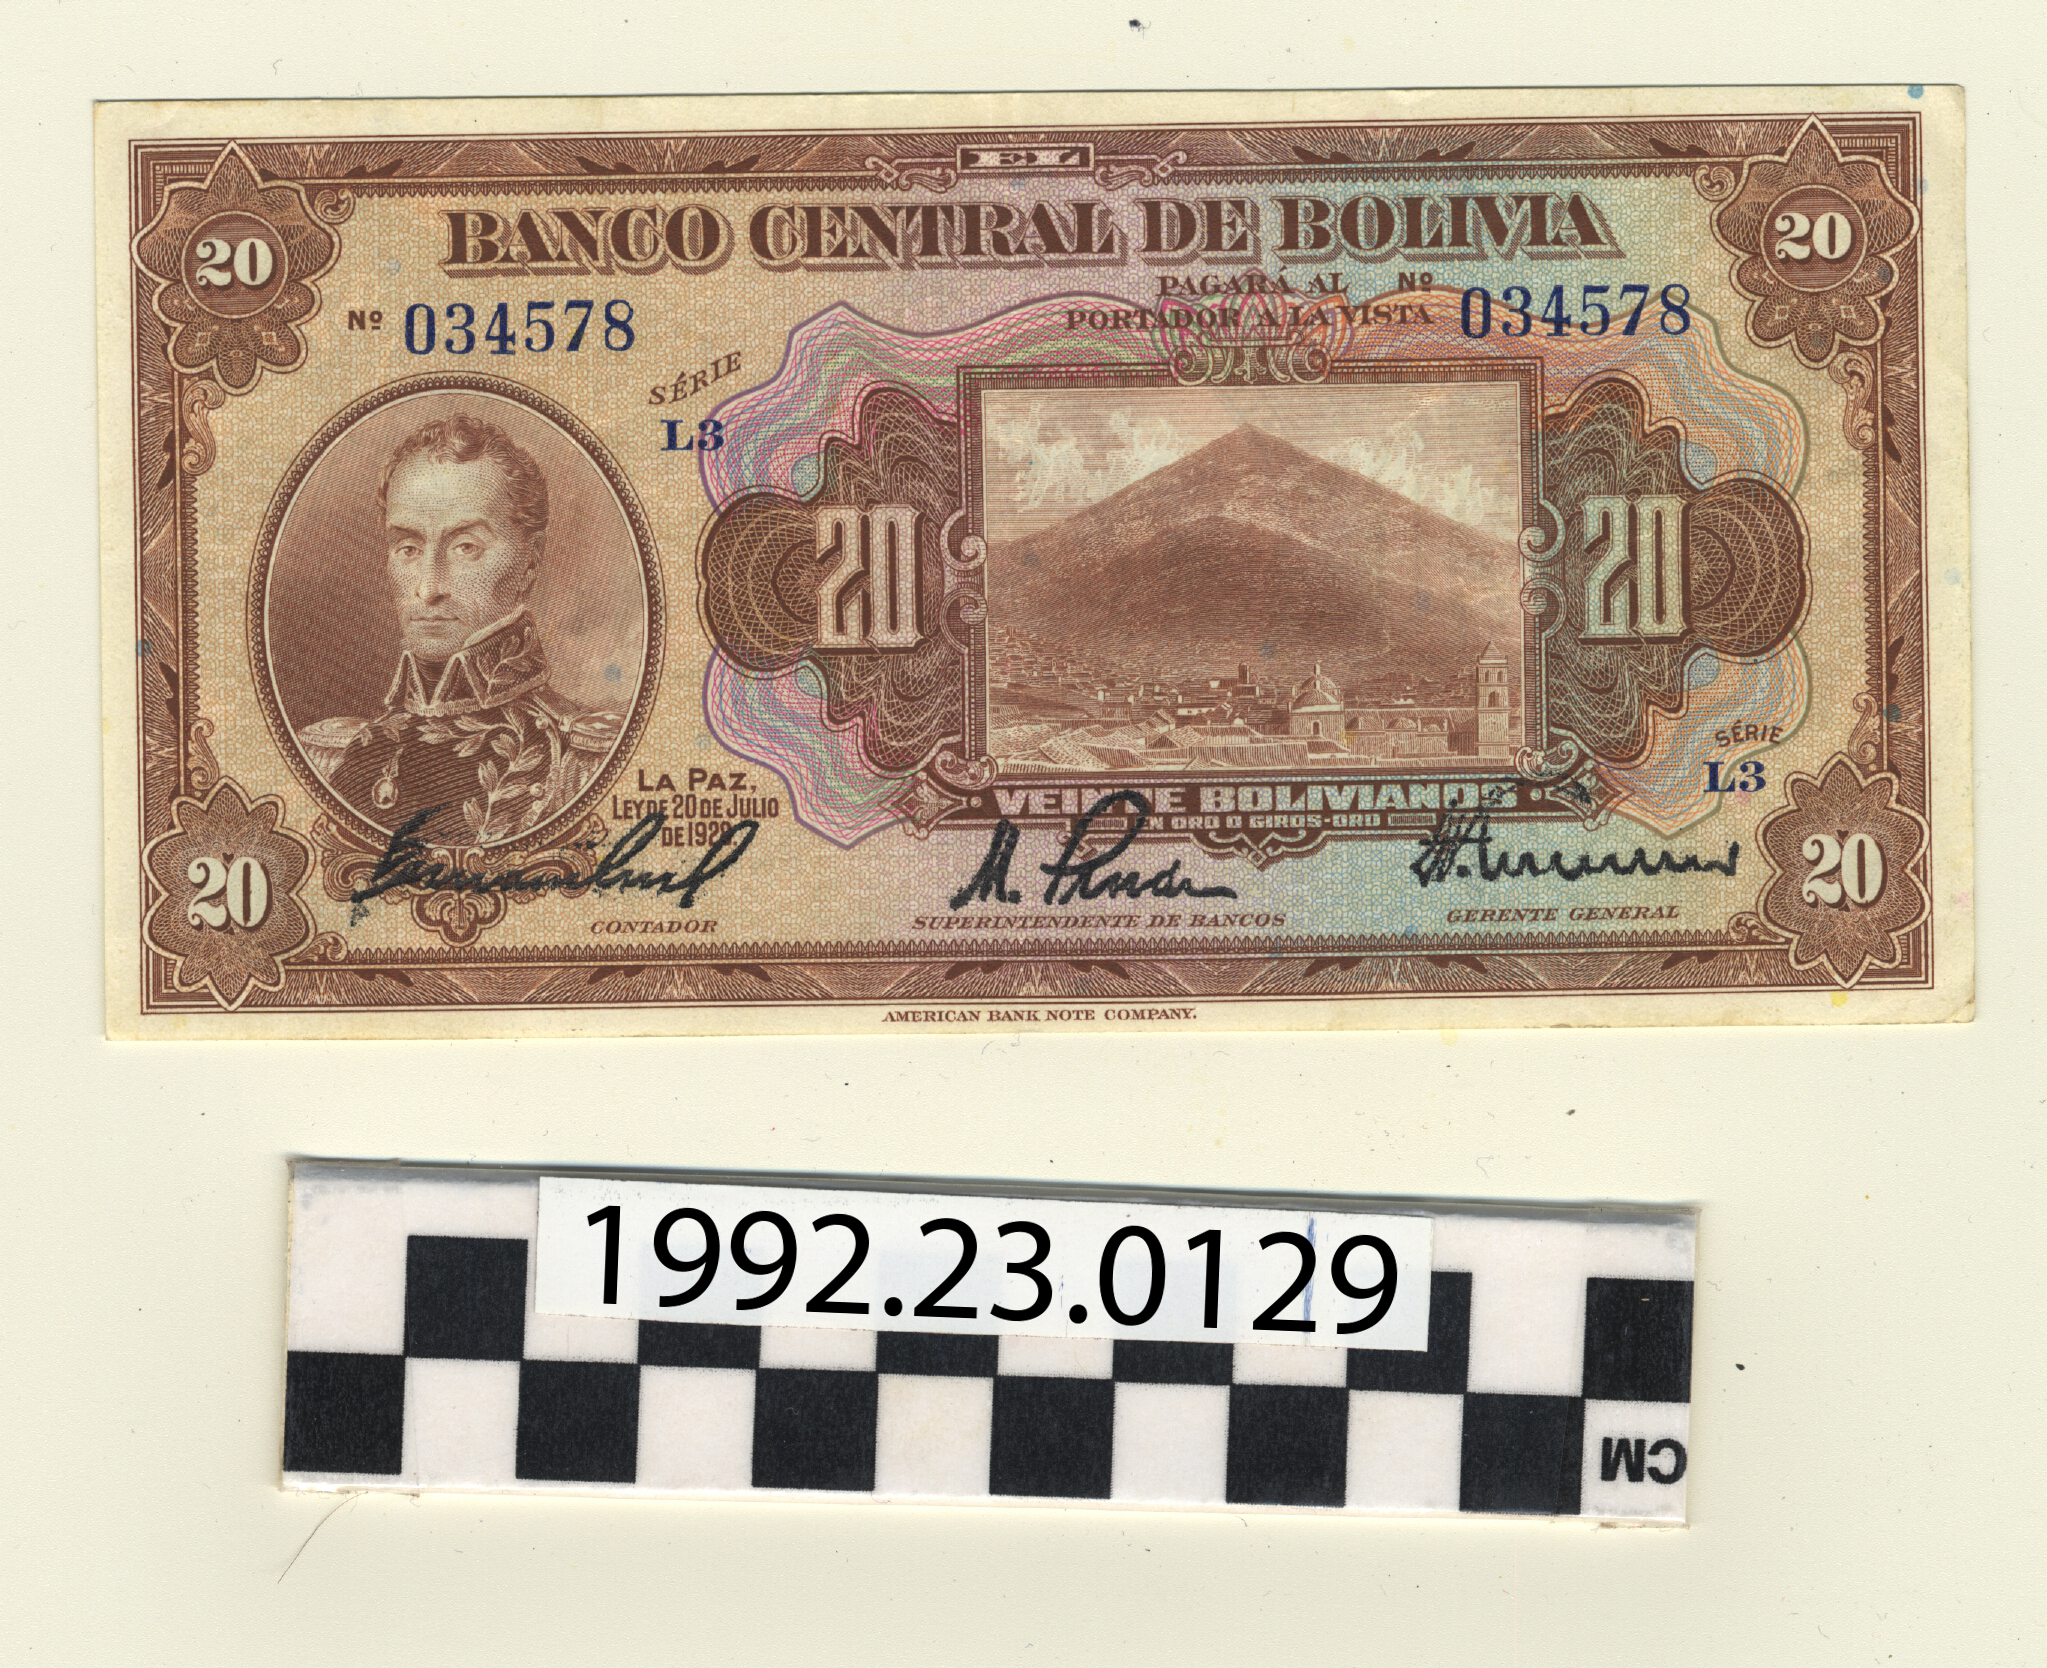 EL
BANCO CENTRAL DE BOLIVIA
20
20
PAGARÁ AL
PORTADOR A LA VISTA
Nº 034578
Nº 034578
SÉRIE
L3
20
20
LA PAZ,
LEY DE 20 DE JULIO
DE 1928
SÉRIE
L3
VEINTE BOLIVIANOS
EN ORO O GIROS-ORO
20
20
CONTADOR
SUPERINTENDENTE DE BANCOS
GERENTE GENERAL
AMERICAN BANK NOTE COMPANY.
1992.23.0129
CM